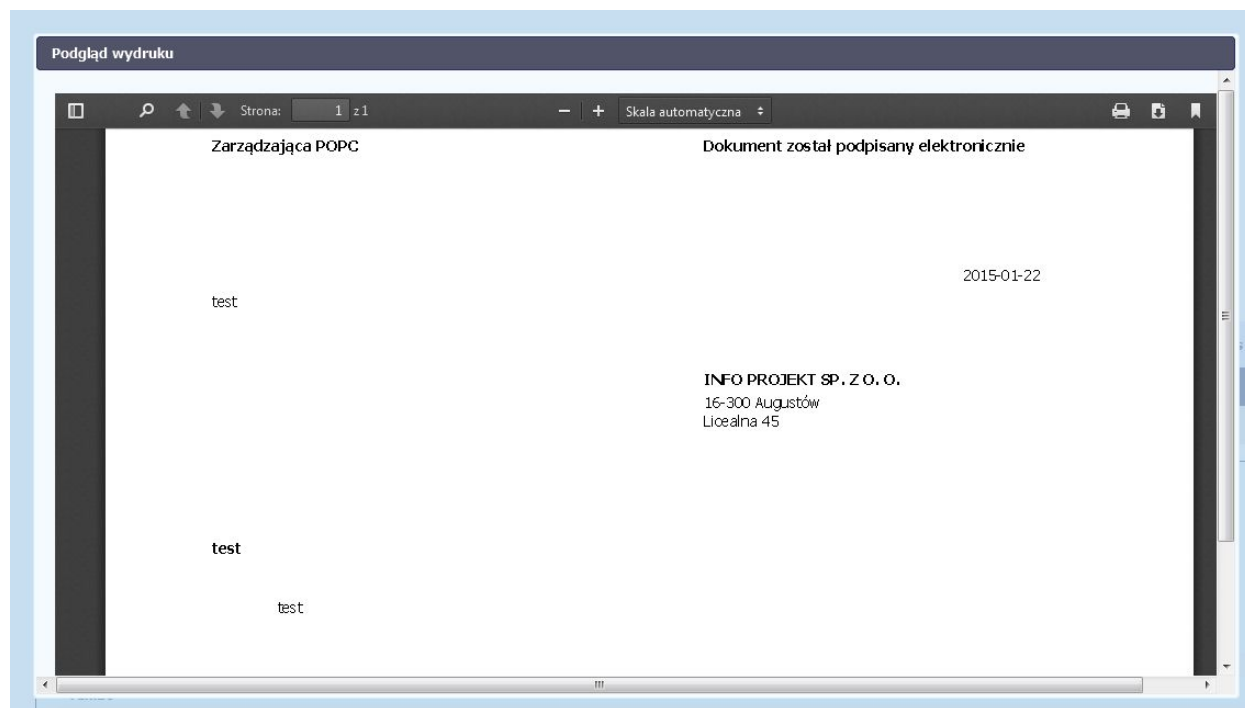 Podgląd wydruku
Strona: 1 z 1
Skala automatyczna
Zarządzająca POPC
Dokument został podpisany elektronicznie
2015-01-22
test
INFO PROJEKT SP. Z O. O.
16-300 Augustów
Licealna 45
test
test